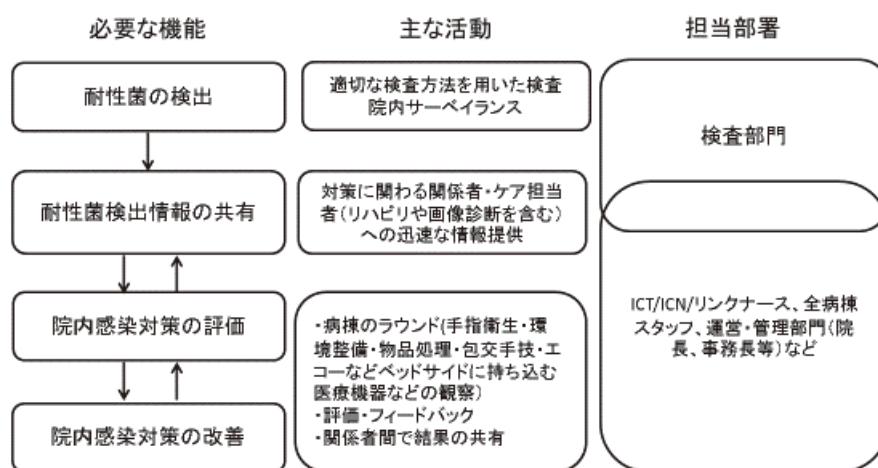 必要な機能
主な活動
担当部署
耐性菌の検出
適切な検査方法を用いた検査
院内サーベイランス
検査部門
耐性菌検出情報の共有
対策に関わる関係者・ケア担当
者(リハビリや画像診断を含む)
への迅速な情報提供
院内感染対策の評価
・病棟のラウンド(手指衛生・環
境整備・物品処理・包交手技・エ
コーなどベッドサイドに持ち込む
医療機器などの観察)
・評価・フィードバック
・関係者間で結果の共有
ICT/ICN/リンクナース、全病棟
スタッフ、運営・管理部門(院
長、事務長等)など
院内感染対策の改善